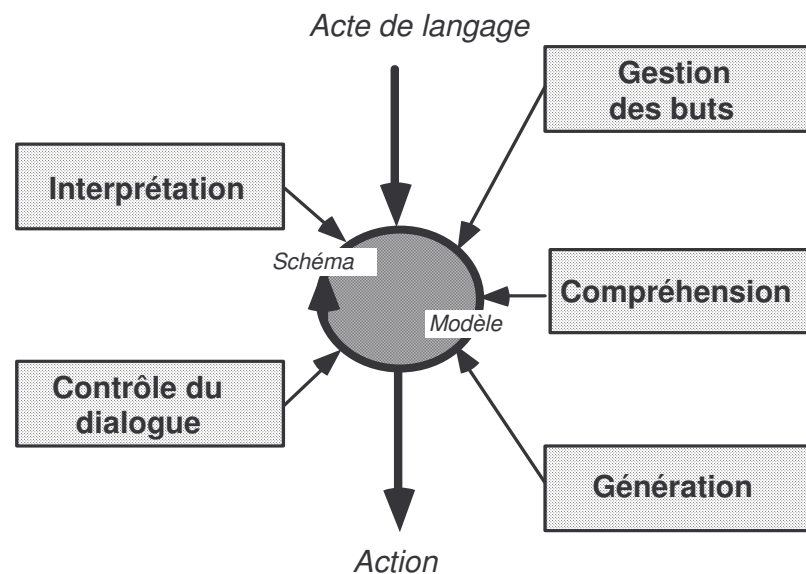 Acte de langage
Gestion
des buts
Interprétation
Schéma
Compréhension
Modèle
Contrôle du
dialogue
Génération
Action